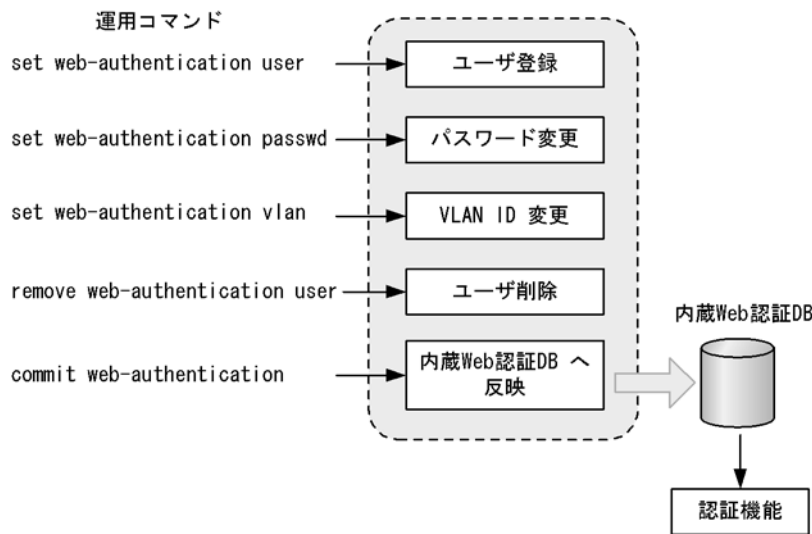 運用コマンド
set web-authentication user
ユーザ登録
set web-authentication passwd
パスワード変更
set web-authentication vlan
VLAN ID 変更
remove web-authentication user
ユーザ削除
commit web-authentication
内蔵Web認証DB へ
反映
内蔵Web認証DB
認証機能